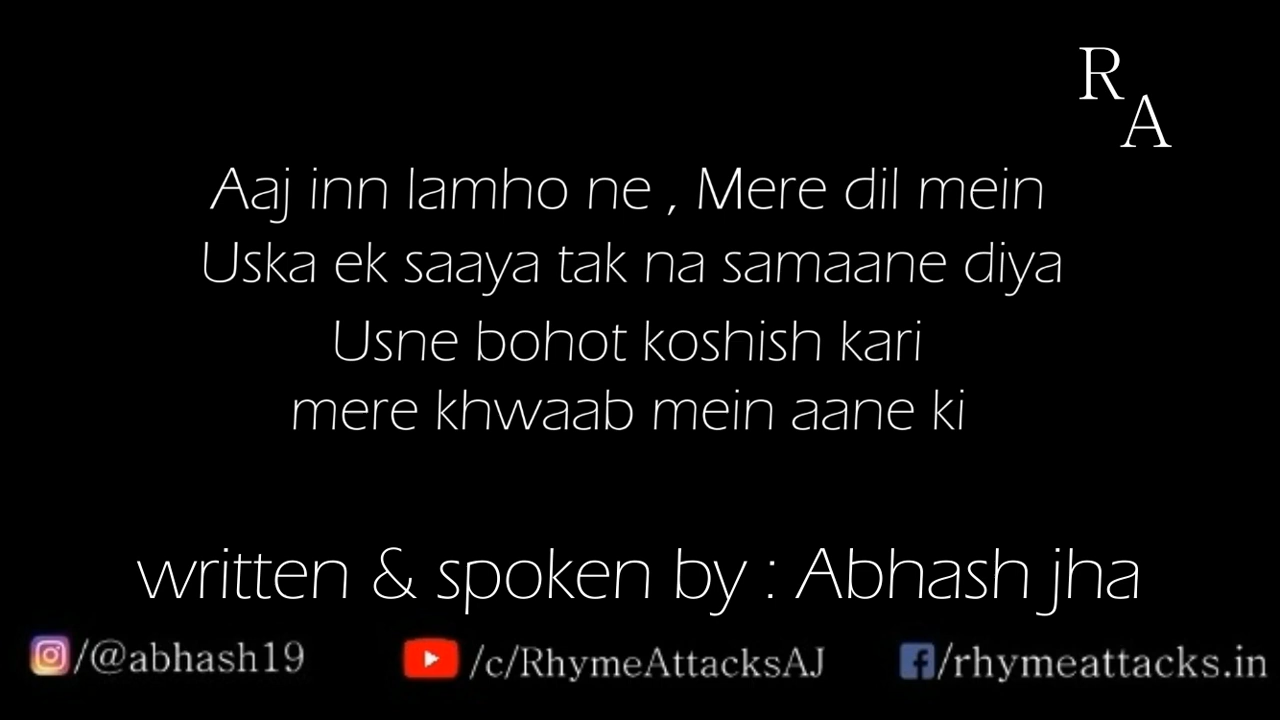 R
A
Aaj inn lamho ne , Mere dil mein
Uska ek saaya tak na samaane diya
Usne bohot koshish kari
mere khwaab mein aane ki
written & spoken by : Abhash jha
/@abhash19 /c/RhymeAttacksAJ /rhymeattacks.in